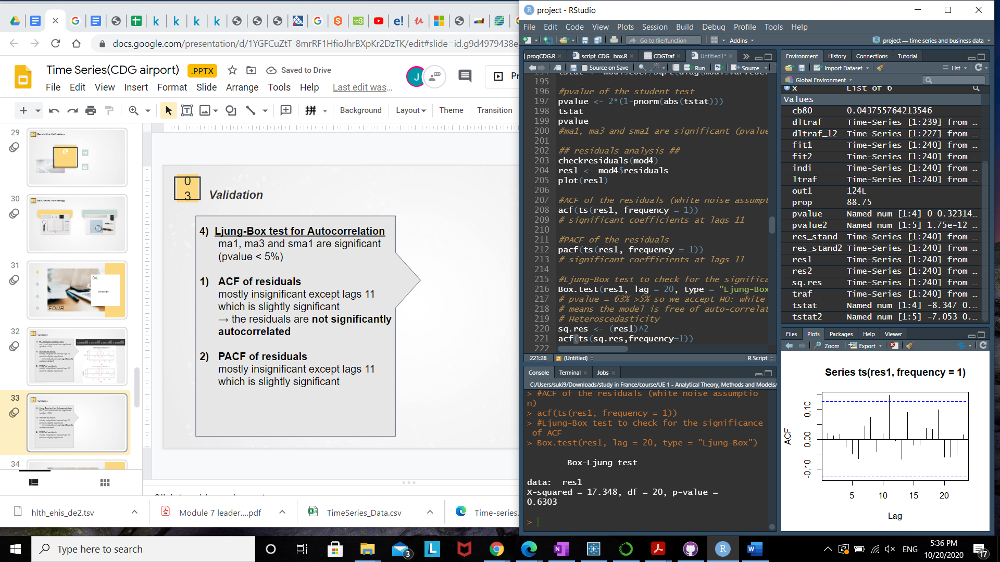 docs.google.com/presentation/d/1YGFCuZtT-8mrRF1HfioJhrBXpKr2DzTK/edit#slide=id.g9d4979438e
Time Series(CDG airport) .PPTX Saved to Drive
File Edit View Insert Format Slide Arrange Tools Help Last edit was...
Background Layout Theme Transition
29
30
31
FOUR
04.
Validation
32
33
34
0
3
Validation
4) Ljung-Box test for Autocorrelation
ma1, ma3 and sma1 are significant
(pvalue < 5%)
1) ACF of residuals
mostly insignificant except lags 11
which is slightly significant
→ the residuals are not significantly
autocorrelated
2) PACF of residuals
mostly insignificant except lags 11
which is slightly significant
hlth_ehis_de2.tsv
Module 7 leader....pdf
TimeSeries_Data.csv
Time-series.
project - RStudio
File Edit Code View Plots Session Build Debug Profile Tools Help
Go to file/function Addins project — time series and business data
progCDG.R script_CDG_box.R CDGTraf Untitled1*
Source on Save Run Source
195
196 #pvalue of the student test
197 pvalue <- 2*(1-pnorm(abs(tstat)))
198 tstat
199 pvalue
200 #ma1, ma3 and sma1 are significant (pvalue
201
202 ## residuals analysis ##
203 checkresiduals(mod4)
204 res1 <- mod4$residuals
205 plot(res1)
206
207 #ACF of the residuals (white noise assumpt
208 acf(ts(res1, frequency = 1))
209 # significant coefficients at lags 11
210
211 #PACF of the residuals
212 pacf(ts(res1, frequency = 1))
213 # significant coefficients at lags 11
214
215 #Ljung-Box test to check for the significa
216 Box.test(res1, lag = 20, type = "Ljung-Box
217 # pvalue = 63% >5% so we accept HO: white
218 # means the model is free of auto-correlat
219 # Heteroscedasticity
220 sq.res <- (res1)^2
221 acf(ts(sq.res,frequency=1))
222
221:28 (Untitled) R Script
Console Terminal Jobs
C:/Users/suki9/Downloads/study in France/course/UE 1 - Analytical Theory, Methods and Models/
> #ACF of the residuals (white noise assumptio
n)
> acf(ts(res1, frequency = 1))
> #Ljung-Box test to check for the significance
of ACF
> Box.test(res1, lag = 20, type = "Ljung-Box")
Box-Ljung test
data: res1
X-squared = 17.348, df = 20, p-value =
0.6303
>
Environment History Connections Tutorial
Import Dataset List
Global Environment
x List of 6
Values
cb80 0.043755764213546
dltraf Time-Series [1:239] from …
dltraf_12 Time-Series [1:227] from …
fit1 Time-Series [1:240] from …
fit2 Time-Series [1:240] from …
indi Time-Series [1:240] from …
ltraf Time-Series [1:240] from …
out1 124L
prop 88.75
pvalue Named num [1:4] 0 0.32314…
pvalue2 Named num [1:5] 1.75e-12 …
res_stand Time-Series [1:240] from …
res_stand2 Time-Series [1:240] from …
res1 Time-Series [1:240] from …
res2 Time-Series [1:240] from …
sq.res Time-Series [1:240] from …
traf Time-Series [1:240] from …
tstat Named num [1:4] -8.347 0.…
tstat2 Named num [1:5] -7.053 0.…
Files Plots Packages Help Viewer
Zoom Export
Series ts(res1, frequency = 1)
ACF
0.10
0.00
-0.10
5 10 15 20
Lag
Type here to search
3
ENG
5:36 PM
10/20/2020
17